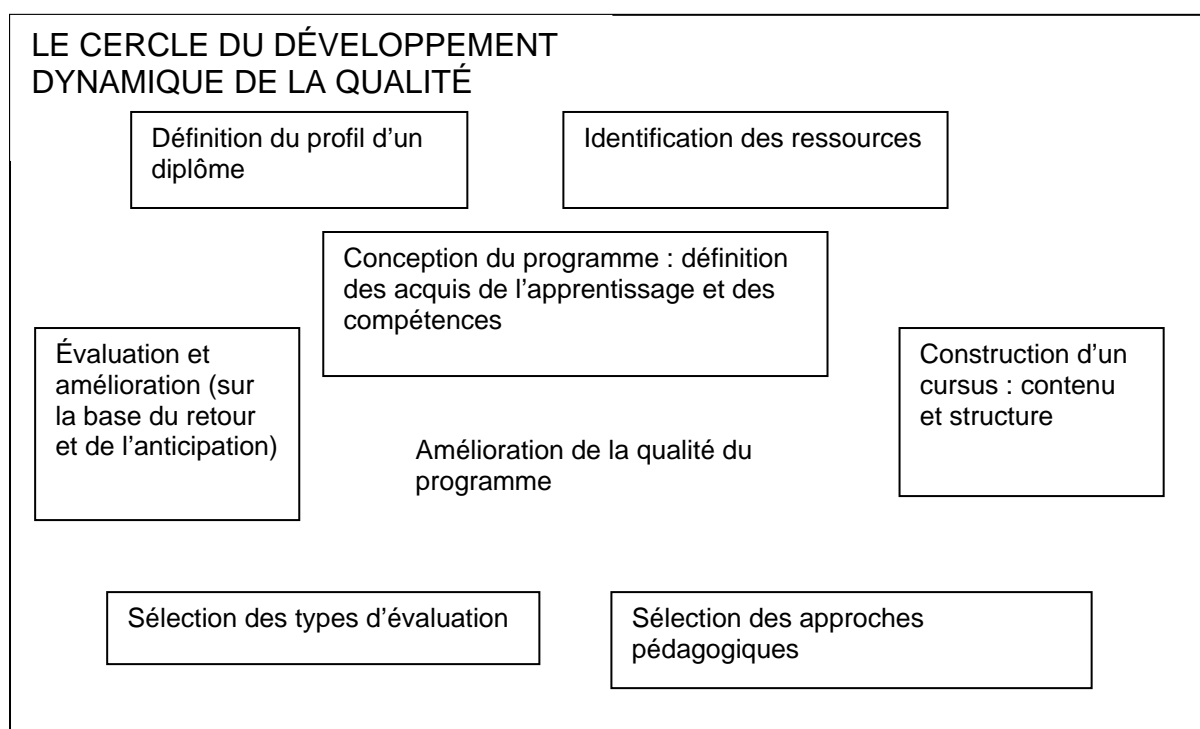 LE CERCLE DU DÉVELOPPEMENT
DYNAMIQUE DE LA QUALITÉ
Définition du profil d’un
diplôme
Identification des ressources
Conception du programme : définition
des acquis de l’apprentissage et des
compétences
Évaluation et
amélioration (sur
la base du retour
et de l’anticipation)
Construction d’un
cursus : contenu
et structure
Amélioration de la qualité du
programme
Sélection des types d’évaluation
Sélection des approches
pédagogiques